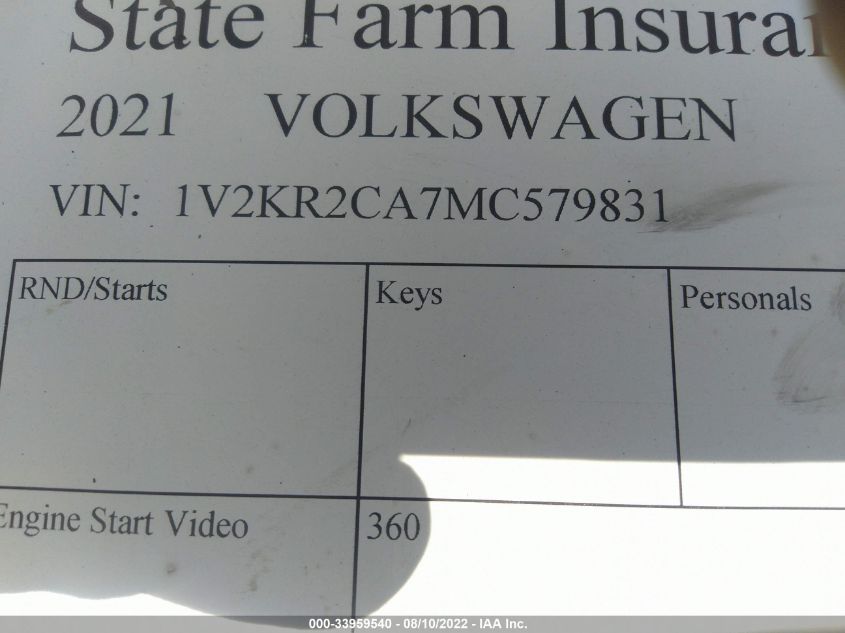 State Farm
2021 VOLKSWAGEN
VIN: 1V2KR2CA7MC579831
RND/Starts Keys Personals
Engine Start Video 360
000-33959540 - 08/10/2022 - IAA Inc.